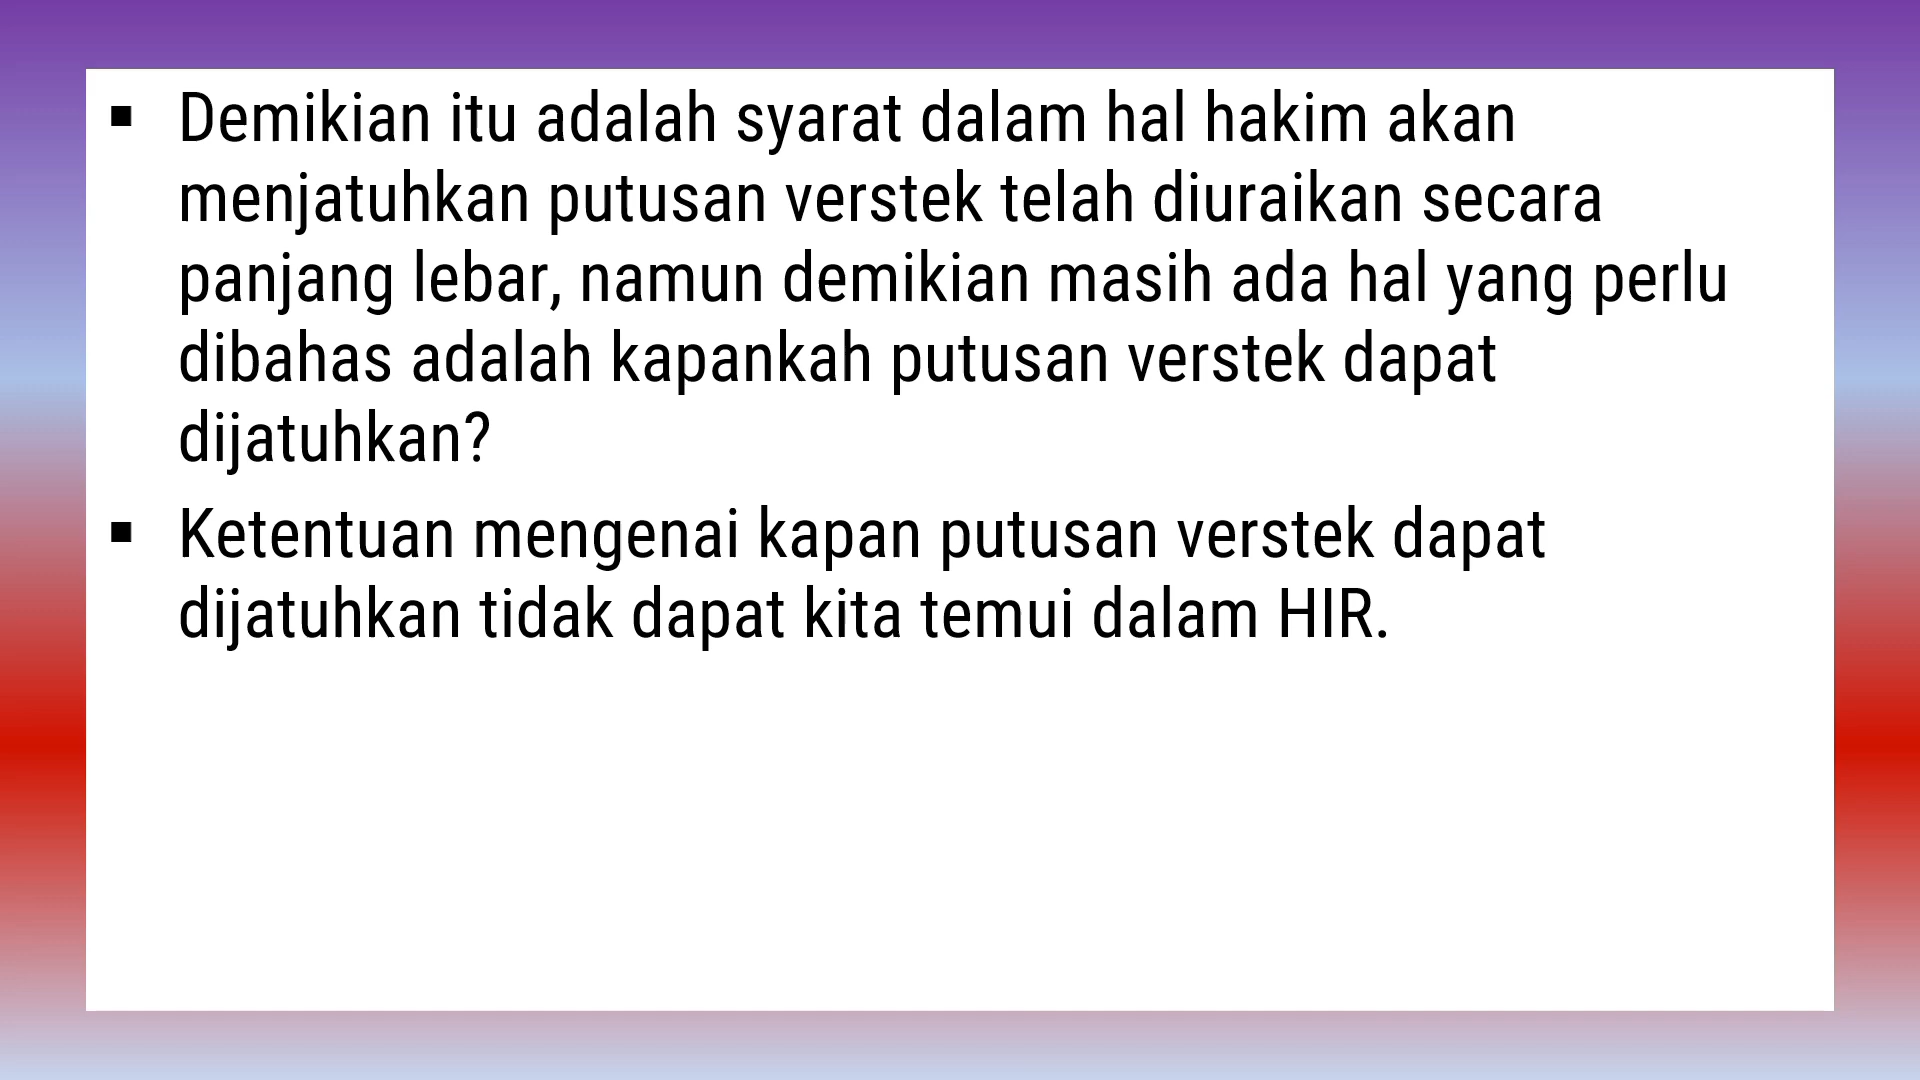 ▪ Demikian itu adalah syarat dalam hal hakim akan
menjatuhkan putusan verstek telah diuraikan secara
panjang lebar, namun demikian masih ada hal yang perlu
dibahas adalah kapankah putusan verstek dapat
dijatuhkan?
▪ Ketentuan mengenai kapan putusan verstek dapat
dijatuhkan tidak dapat kita temui dalam HIR.